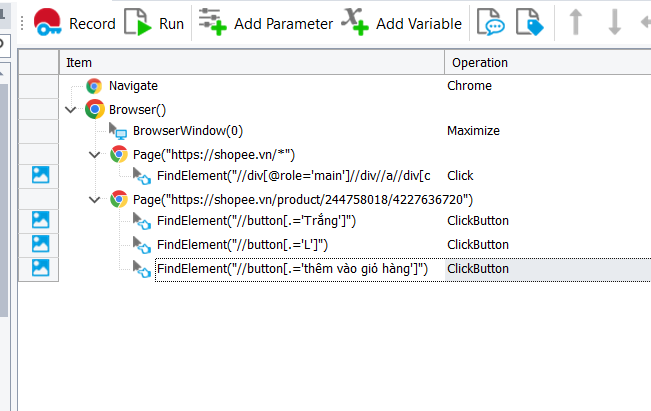 Record Run Add Parameter Add Variable
Item Operation
Navigate Chrome
Browser()
BrowserWindow(0) Maximize
Page("https://shopee.vn/*")
FindElement("//div[@role='main']//div//a//div[c Click
Page("https://shopee.vn/product/244758018/4227636720")
FindElement("//button[.='Trắng']") ClickButton
FindElement("//button[.='L']") ClickButton
FindElement("//button[.='thêm vào giỏ hàng']") ClickButton